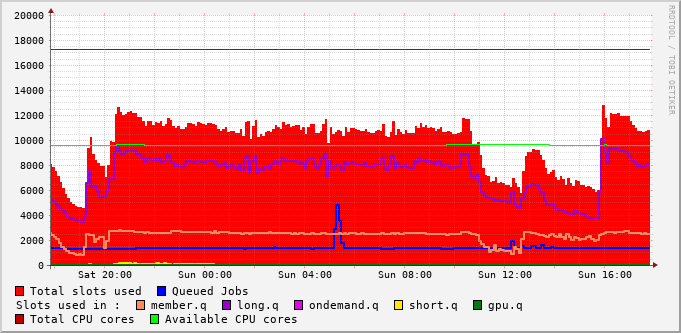 20000
18000
16000
14000
12000
10000
8000
6000
4000
2000
0
Sat 20:00 Sun 00:00 Sun 04:00 Sun 08:00 Sun 12:00 Sun 16:00
RRDTOOL / TOBI OETIKER
Total slots used Queued Jobs
Slots used in : member.q long.q ondemand.q short.q gpu.q
Total CPU cores Available CPU cores